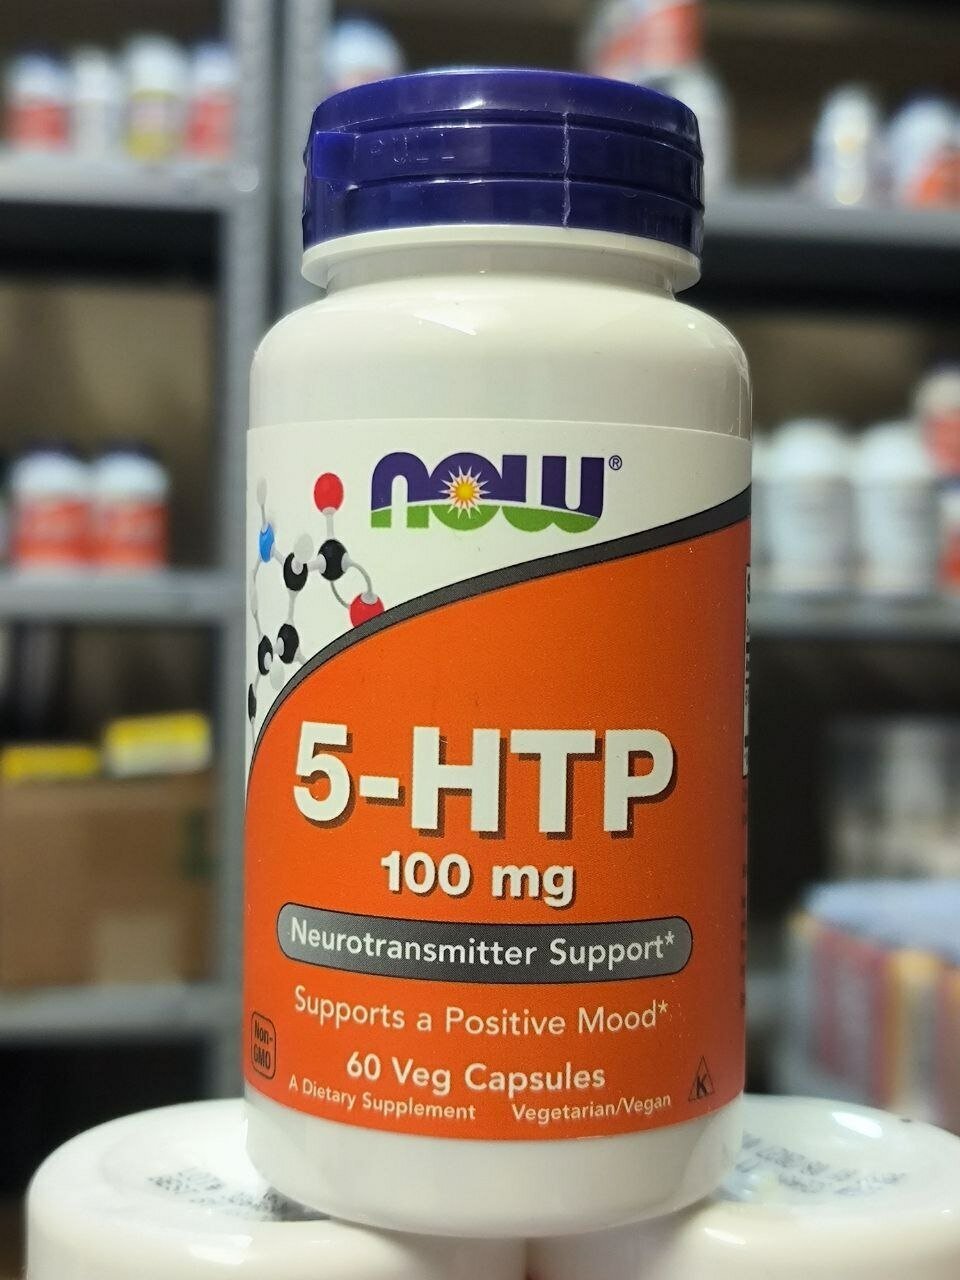 PULL
NOW®
5-HTP
100 mg
Neurotransmitter Support*
Supports a Positive Mood*
Non-
GMO
60 Veg Capsules
A Dietary Supplement Vegetarian/Vegan
K